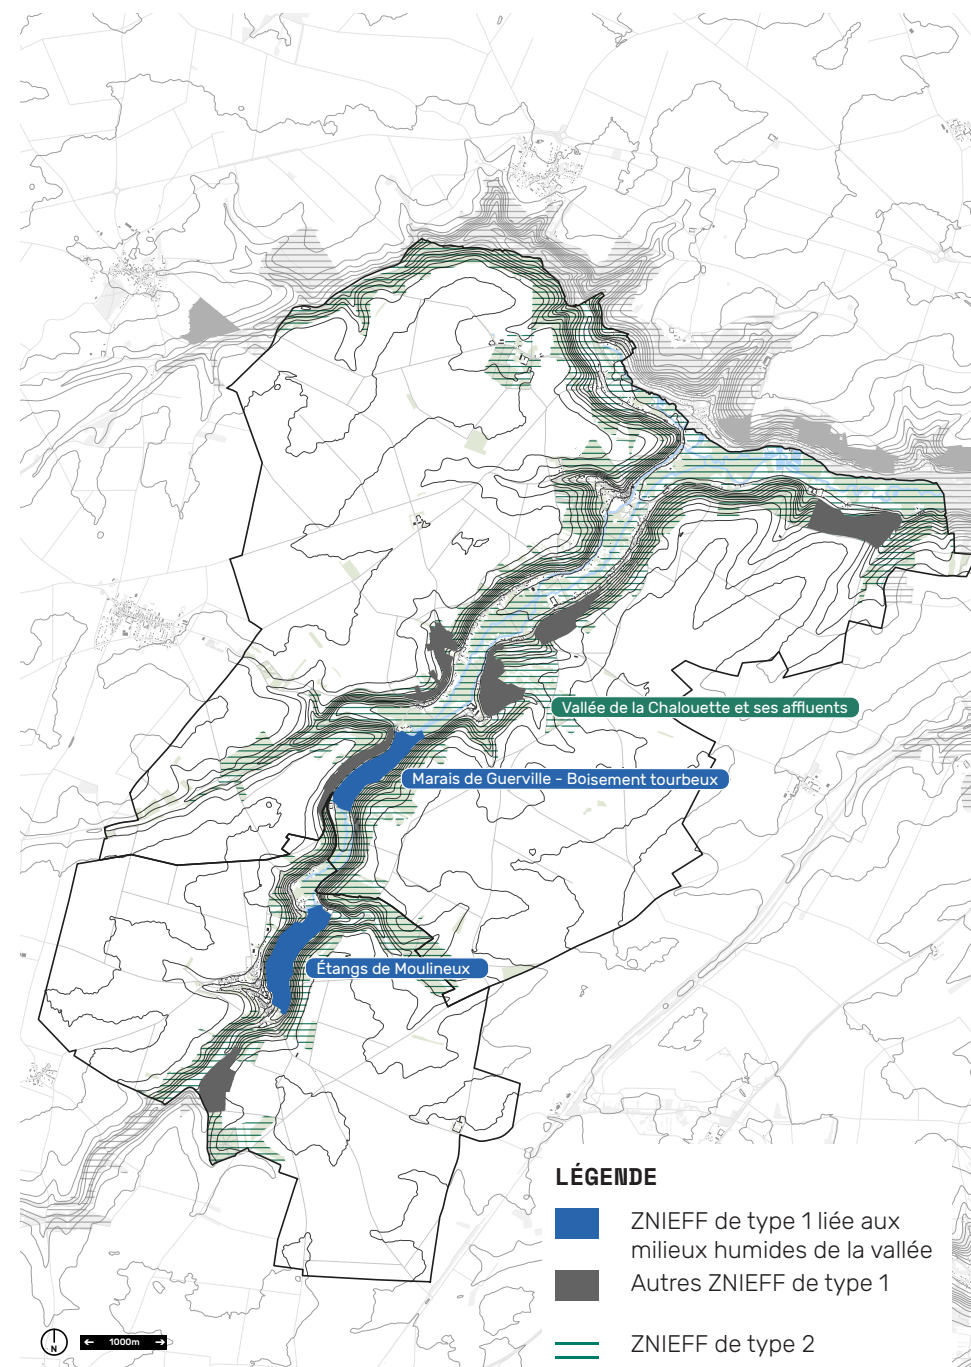 Vallée de la Chalouette et ses affluents
Marais de Guerville - Boisement tourbeux
Étangs de Moulineux
LÉGENDE
ZNIEFF de type 1 liée aux
milieux humides de la vallée
Autres ZNIEFF de type 1
ZNIEFF de type 2
N
1000m